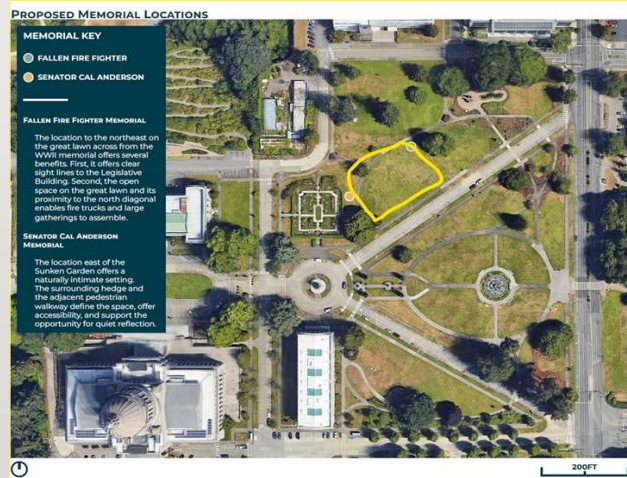 PROPOSED MEMORIAL LOCATIONS
MEMORIAL KEY
FALLEN FIRE FIGHTER
SENATOR CAL ANDERSON
FALLEN FIRE FIGHTER MEMORIAL
The location to the northeast on
the great lawn across from the
WWII memorial offers several
benefits. First, it offers clear
sight lines to the Legislative
Building. Second, the open
space on the great lawn and its
proximity to the north diagonal
enables fire trucks and large
gatherings to assemble.
SENATOR CAL ANDERSON
MEMORIAL
The location east of the
Sunken Garden offers a
naturally intimate setting.
The surrounding hedge and
the adjacent pedestrian
walkway define the space, offer
accessibility, and support the
opportunity for quiet reflection.
200FT